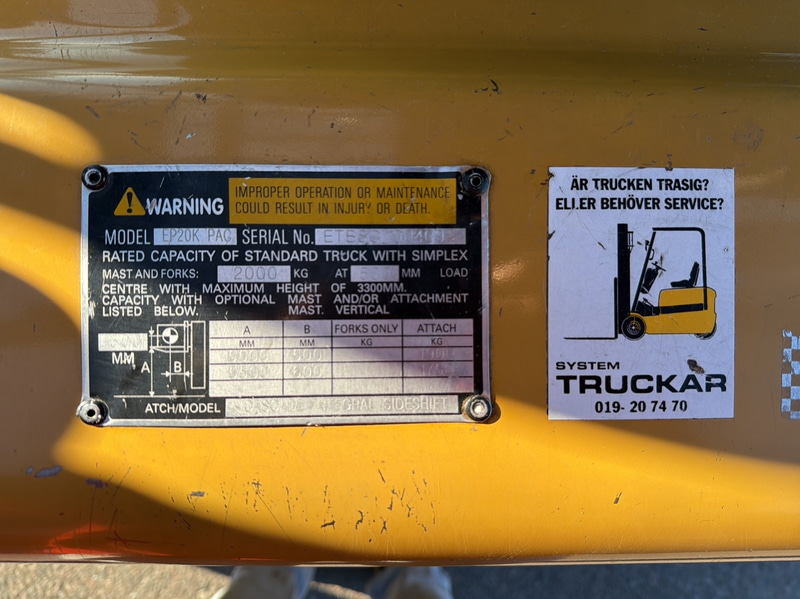 WARNING
IMPROPER OPERATION OR MAINTENANCE
COULD RESULT IN INJURY OR DEATH.
MODEL EP20K PAC SERIAL No.
RATED CAPACITY OF STANDARD TRUCK WITH SIMPLEX
MAST AND FORKS: 2000 KG AT MM LOAD
CENTRE WITH MAXIMUM HEIGHT OF 3300MM.
CAPACITY WITH OPTIONAL MAST AND/OR ATTACHMENT
LISTED BELOW. MAST. VERTICAL
A B FORKS ONLY ATTACH
MM MM KG KG
MM
A
B
ATCH/MODEL SIDESHIFT
ÄR TRUCKEN TRASIG?
ELLER BEHÖVER SERVICE?
SYSTEM
TRUCKAR
019- 20 74 70